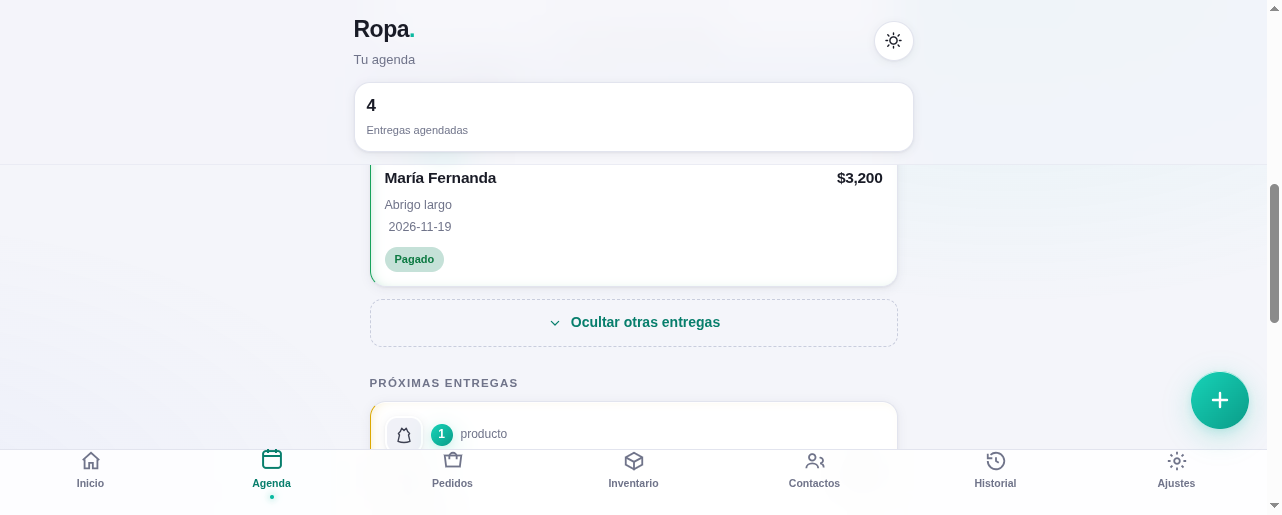 Ropa.
Tu agenda
4
Entregas agendadas
María Fernanda $3,200
Abrigo largo
2026-11-19
Pagado
Ocultar otras entregas
PRÓXIMAS ENTREGAS
1 producto
Inicio Agenda Pedidos Inventario Contactos Historial Ajustes